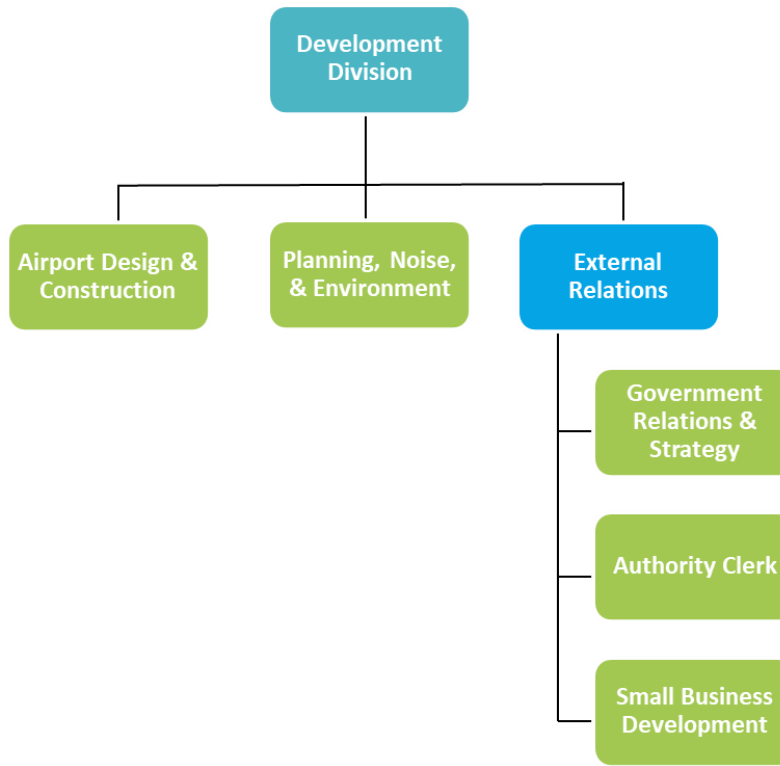 Development
Division
Airport Design &
Construction
Planning, Noise,
& Environment
External
Relations
Government
Relations &
Strategy
Authority Clerk
Small Business
Development